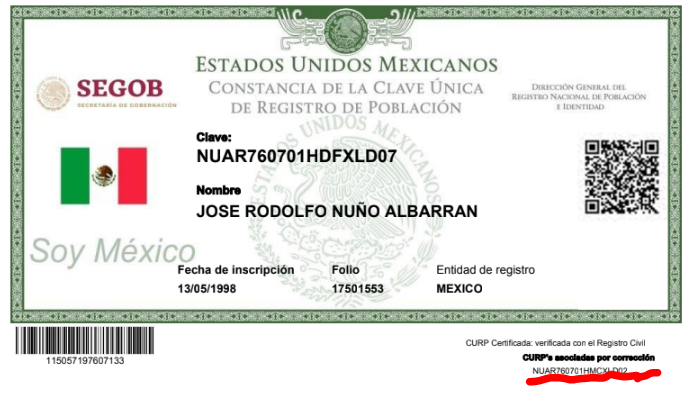 ESTADOS UNIDOS MEXICANOS
CONSTANCIA DE LA CLAVE ÚNICA
DE REGISTRO DE POBLACIÓN
SEGOB
SECRETARÍA DE GOBERNACIÓN
DIRECCIÓN GENERAL DEL
REGISTRO NACIONAL DE POBLACIÓN
E IDENTIDAD
UNIDOS
Clave:
NUAR760701HDFXLD07
Nombre
JOSE RODOLFO NUÑO ALBARRAN
Soy México
Fecha de inscripción Folio Entidad de registro
13/05/1998 17501553 MEXICO
115057197607133
CURP Certificada: verificada con el Registro Civil
CURP's asociadas por corrección
NUAR760701HMCXLD02